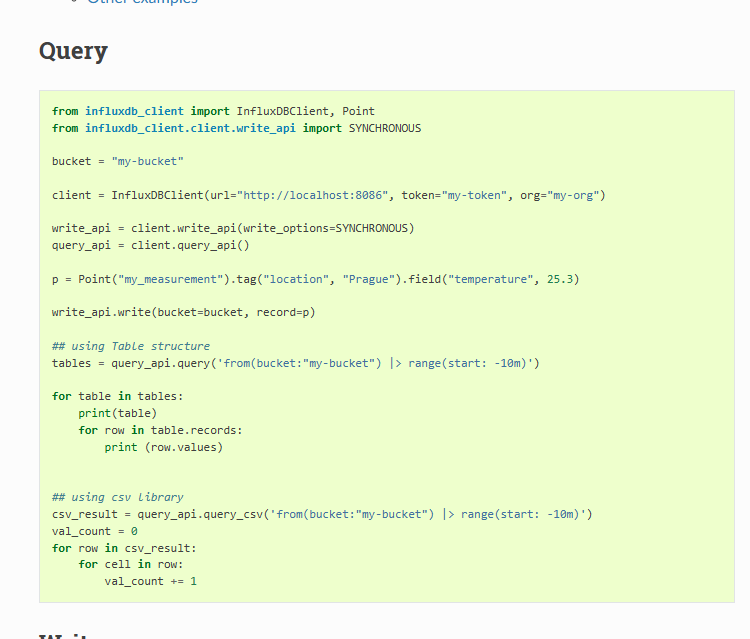 Other examples
Query
from influxdb_client import InfluxDBClient, Point
from influxdb_client.client.write_api import SYNCHRONOUS
bucket = "my-bucket"
client = InfluxDBClient(url="http://localhost:8086", token="my-token", org="my-org")
write_api = client.write_api(write_options=SYNCHRONOUS)
query_api = client.query_api()
p = Point("my_measurement").tag("location", "Prague").field("temperature", 25.3)
write_api.write(bucket=bucket, record=p)
## using Table structure
tables = query_api.query('from(bucket:"my-bucket") |> range(start: -10m)')
for table in tables:
    print(table)
    for row in table.records:
        print (row.values)
## using csv library
csv_result = query_api.query_csv('from(bucket:"my-bucket") |> range(start: -10m)')
val_count = 0
for row in csv_result:
    for cell in row:
        val_count += 1